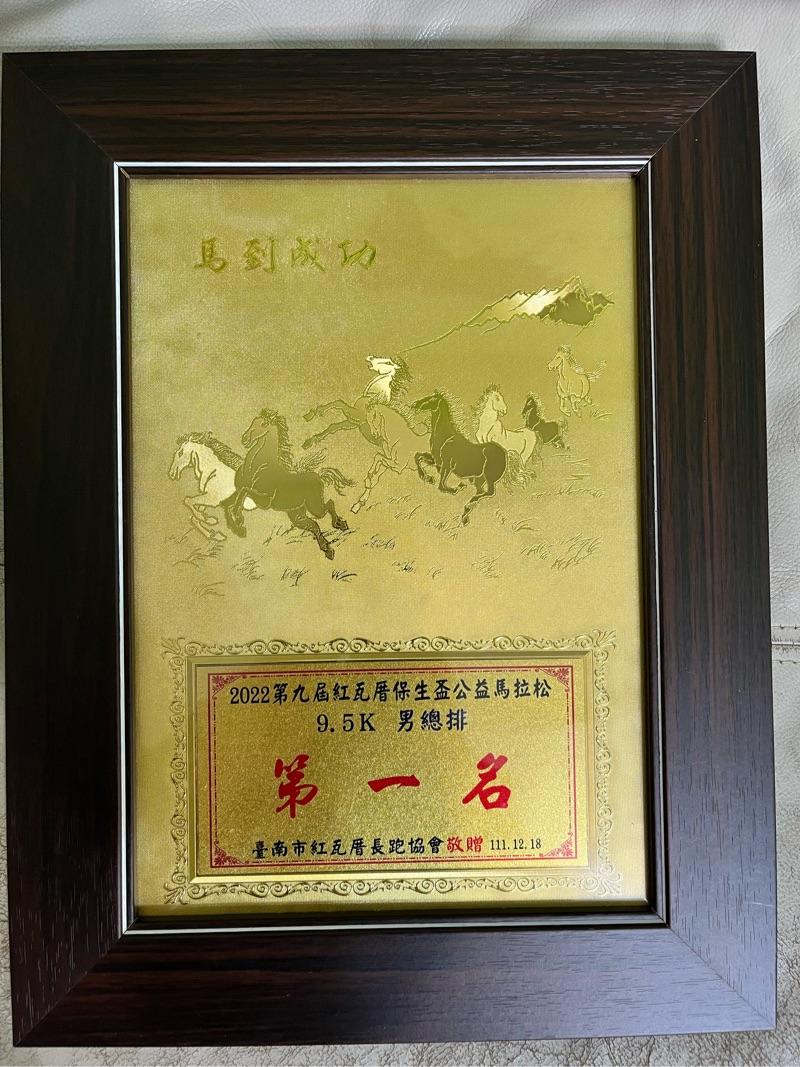 馬到成功
2022第九屆紅瓦厝保生盃公益馬拉松
9.5K 男總排
第一名
臺南市紅瓦厝長跑協會敬贈 111.12.18